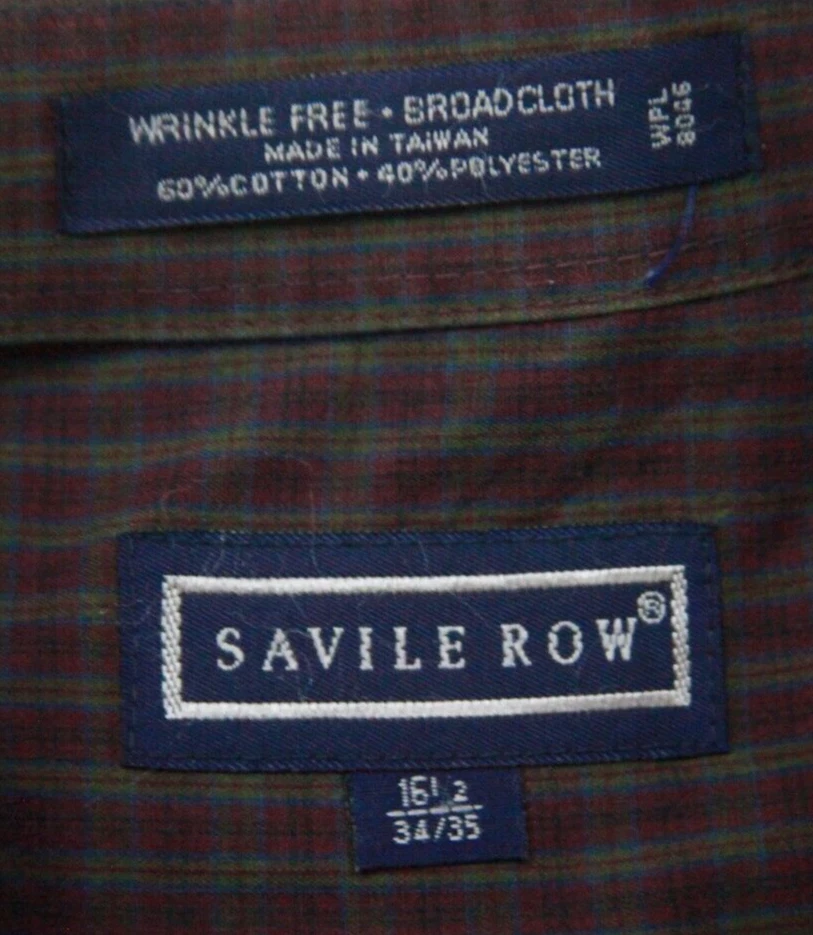 WRINKLE FREE • BROADCLOTH
MADE IN TAIWAN
60%COTTON • 40%POLYESTER
WPL
8046
SAVILE ROW®
16 1/2
34/35